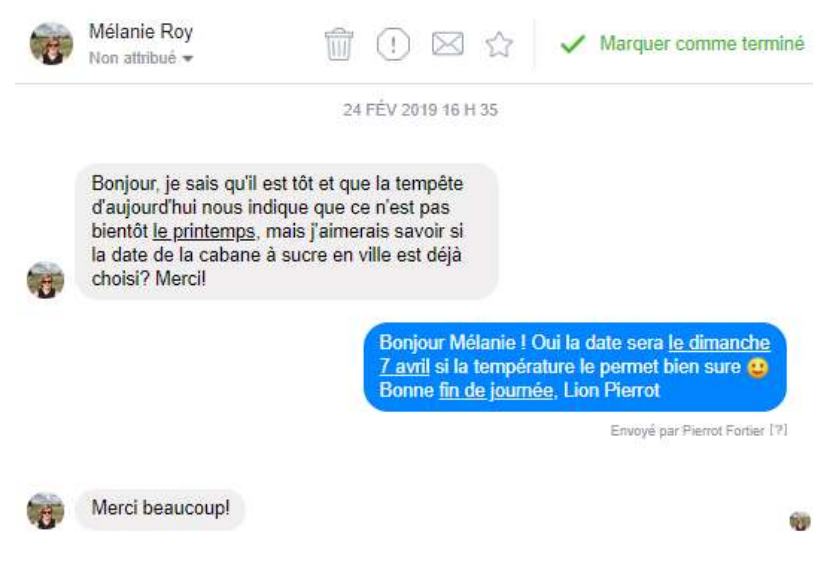 Mélanie Roy
Non attribué
Marquer comme terminé
24 FÉV 2019 16 H 35
Bonjour, je sais qu'il est tôt et que la tempête
d'aujourd'hui nous indique que ce n'est pas
bientôt le printemps, mais j'aimerais savoir si
la date de la cabane à sucre en ville est déjà
choisi? Merci!
Bonjour Mélanie ! Oui la date sera le dimanche
7 avril si la température le permet bien sure 🙂
Bonne fin de journée, Lion Pierrot
Envoyé par Pierrot Fortier [?]
Merci beaucoup!